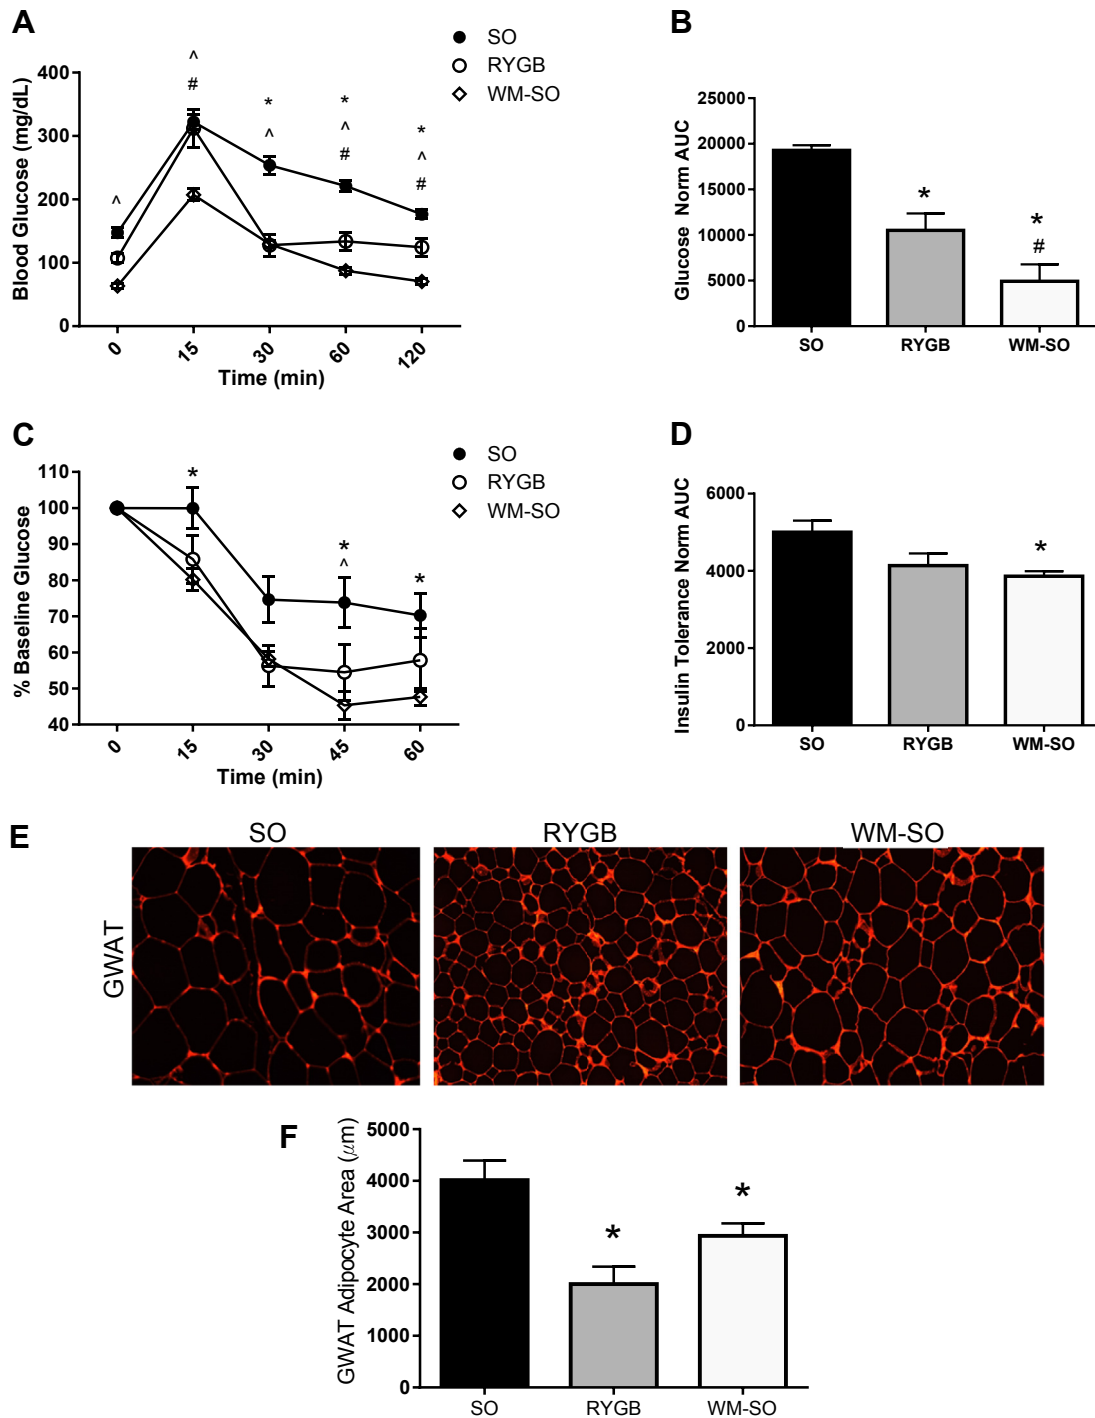 A
SO
RYGB
WM-SO
^
^
#
*
^
*
^
#
*
^
#
Blood Glucose (mg/dL)
400
300
200
100
0
0
15
30
60
120
Time (min)
B
Glucose Norm AUC
25000
20000
15000
10000
5000
0
*
*
#
SO
RYGB
WM-SO
C
SO
RYGB
WM-SO
% Baseline Glucose
110
100
90
80
70
60
50
40
*
*
^
*
0
15
30
45
60
Time (min)
D
Insulin Tolerance Norm AUC
6000
4000
2000
0
*
SO
RYGB
WM-SO
E
SO
RYGB
WM-SO
GWAT
F
GWAT Adipocyte Area (μm)
5000
4000
3000
2000
1000
0
*
*
SO
RYGB
WM-SO